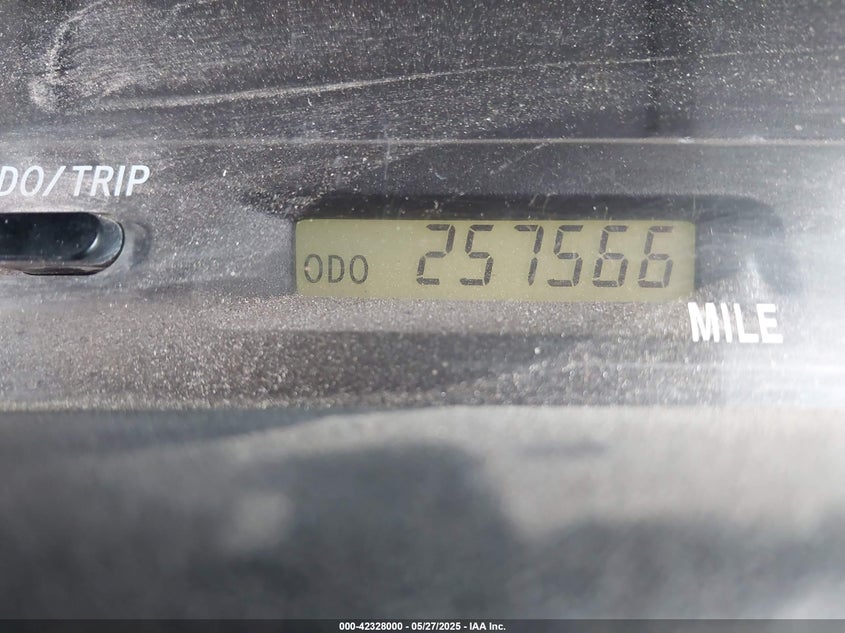 DO/TRIP
ODO 257566
MILE
000-42328000 — 05/27/2025 — IAA Inc.